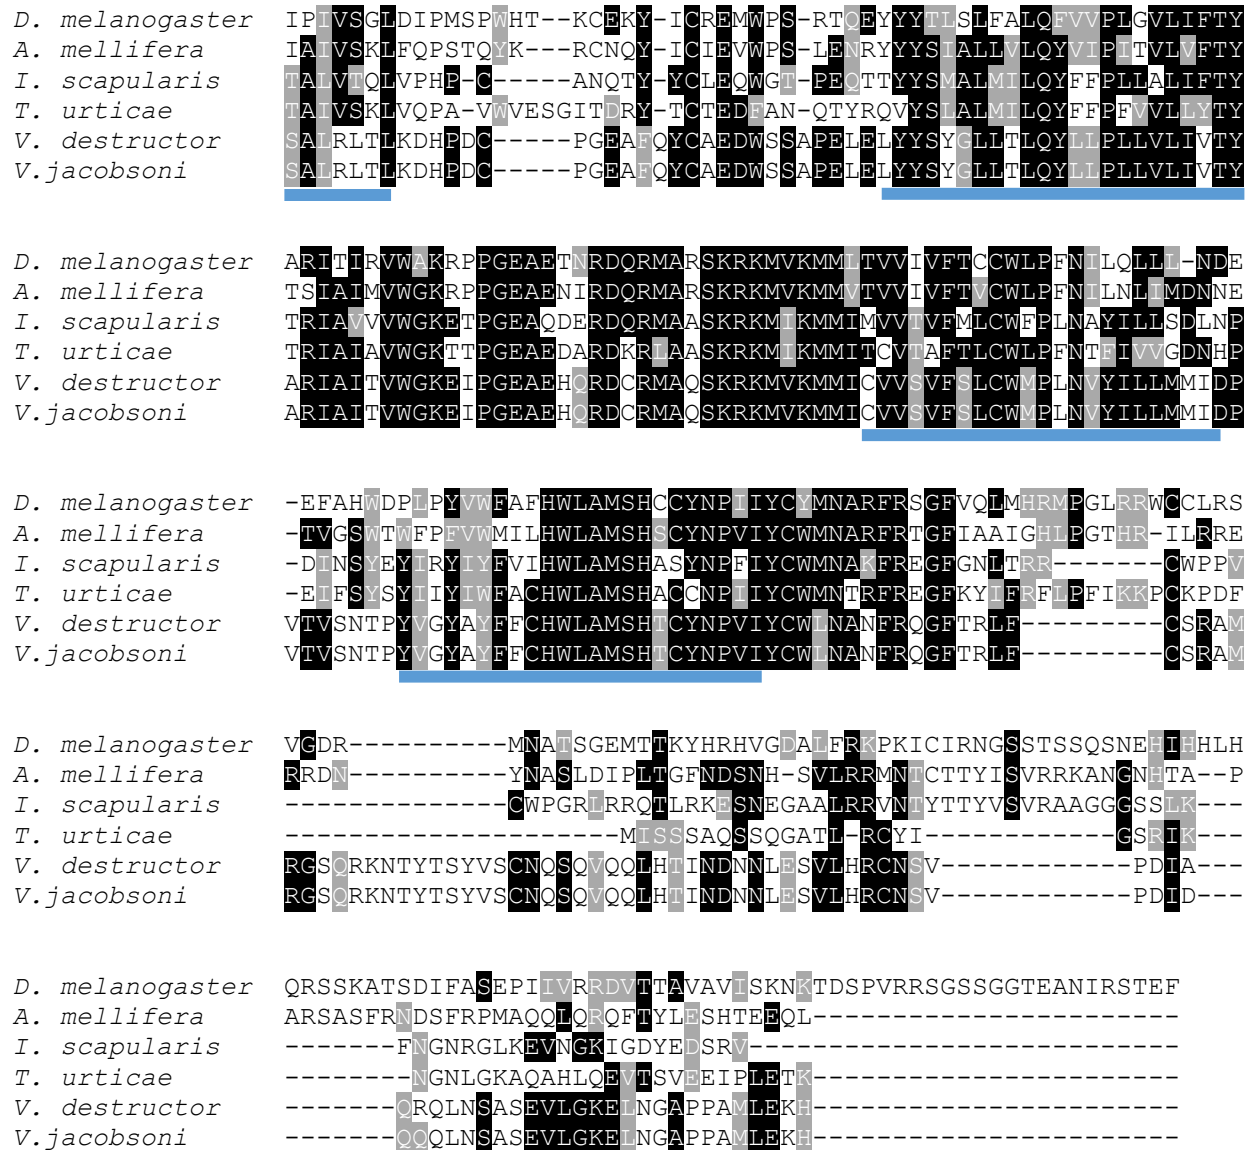 D. melanogaster IPIVSGLDIPMSPWHT--KCEKY-ICREMWPS-RTQEYYYTLSLFALQFVVPLGVLIFTY
A. mellifera IAIVSKLFQPSTQYK---RCNQY-ICIEVWPS-LENRYYYSIALLVLQYVIPITVLVFTY
I. scapularis TALVTQLVPHP-C-----ANQTY-YCLEQWGT-PEQTTYYSMALMILQYFFPLLALIFTY
T. urticae TAIVSKLVQPA-VWVESGITDRY-TCTEDFAN-QTYRQVYSLALMILQYFFPFVVLLYTY
V. destructor SALRLTLKDHPDC-----PGEAFQYCAEDWSSAPELELYYSYGLLTLQYLLPLLVLIVTY
V.jacobsoni SALRLTLKDHPDC-----PGEAFQYCAEDWSSAPELELYYSYGLLTLQYLLPLLVLIVTY
D. melanogaster ARITIRVWAKRPPGEAETNRDQRMARSKRKMVKMMLTVVIVFTCCWLPFNILQLLL-NDE
A. mellifera TSIAIMVWGKRPPGEAENIRDQRMARSKRKMVKMMVTVVIVFTVCWLPFNILNLIMDNNE
I. scapularis TRIAVVVWGKETPGEAQDERDQRMAASKRKMIKMMIMVVTVFMLCWFPLNAYILLSDLNP
T. urticae TRIAIAVWGKTTPGEAEDARDKRLAASKRKMIKMMITCVTAFTLCWLPFNTFIVVGDNHP
V. destructor ARIAITVWGKEIPGEAEHQRDCRMAQSKRKMVKMMICVVSVFSLCWMPLNVYILLMMIDP
V.jacobsoni ARIAITVWGKEIPGEAEHQRDCRMAQSKRKMVKMMICVVSVFSLCWMPLNVYILLMMIDP
D. melanogaster -EFAHWDPLPYVWFAFHWLAMSHCCYNPIIYCYMNARFRSGFVQLMHRMPGLRRWCCLRS
A. mellifera -TVGSWTWFPFVWMILHWLAMSHSCYNPVIYCWMNARFRTGFIAAIGHLPGTHR-ILRRE
I. scapularis -DINSYEYIRYIYFVIHWLAMSHASYNPFIYCWMNAKFREGFGNLTRR-------CWPPV
T. urticae -EIFSYSYIIYIWFACHWLAMSHACCNPIIYCWMNTRFREGFKYIFRFLPFIKKPCKPDF
V. destructor VTVSNTPYVGYAYFFCHWLAMSHTCYNPVIYCWLNANFRQGFTRLF---------CSRAM
V.jacobsoni VTVSNTPYVGYAYFFCHWLAMSHTCYNPVIYCWLNANFRQGFTRLF---------CSRAM
D. melanogaster VGDR----------MNATSGEMTTKYHRHVGDALFRKPKICIRNGSSTSSQSNEHIHHLH
A. mellifera RRDN----------YNASLDIPLTGFNDSNH-SVLRRMNTCTTYISVRRKANGNHTA--P
I. scapularis --------------CWPGRLRRQTLRKESNEGAALRRVNTYTTYVSVRAAGGGSSLK---
T. urticae ---------------------MISSSAQSSQGATL-RCYI------------GSRIK---
V. destructor RGSQRKNTYTSYVSCNQSQVQQLHTINDNNLESVLHRCNSV------------PDIA---
V.jacobsoni RGSQRKNTYTSYVSCNQSQVQQLHTINDNNLESVLHRCNSV------------PDID---
D. melanogaster QRSSKATSDIFASEPIIVRRDVTTAVAVISKNKTDSPVRRSGSSGGTEANIRSTEF
A. mellifera ARSASFRNDSFRPMAQQLQRQFTYLESHTEEQL-----------------------
I. scapularis -------FNGNRGLKEVNGKIGDYEDSRV---------------------------
T. urticae --------NGNLGKAQAHLQEVTSVEEIPLETK-----------------------
V. destructor -------QRQLNSASEVLGKELNGAPPAMLEKH-----------------------
V.jacobsoni -------QQQLNSASEVLGKELNGAPPAMLEKH-----------------------